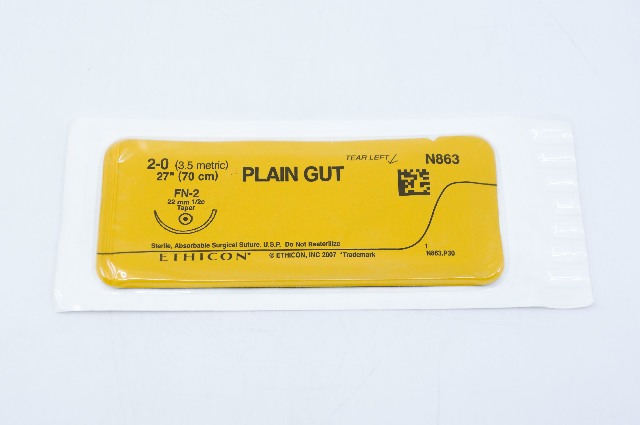 2-0 (3.5 metric)
27" (70 cm)
PLAIN GUT
TEAR LEFT
N863
FN-2
22 mm 1/2c
Taper
Sterile, Absorbable Surgical Suture. U.S.P. Do Not Resterilize
ETHICON*
© ETHICON, INC 2007 *Trademark
1
N863.P30